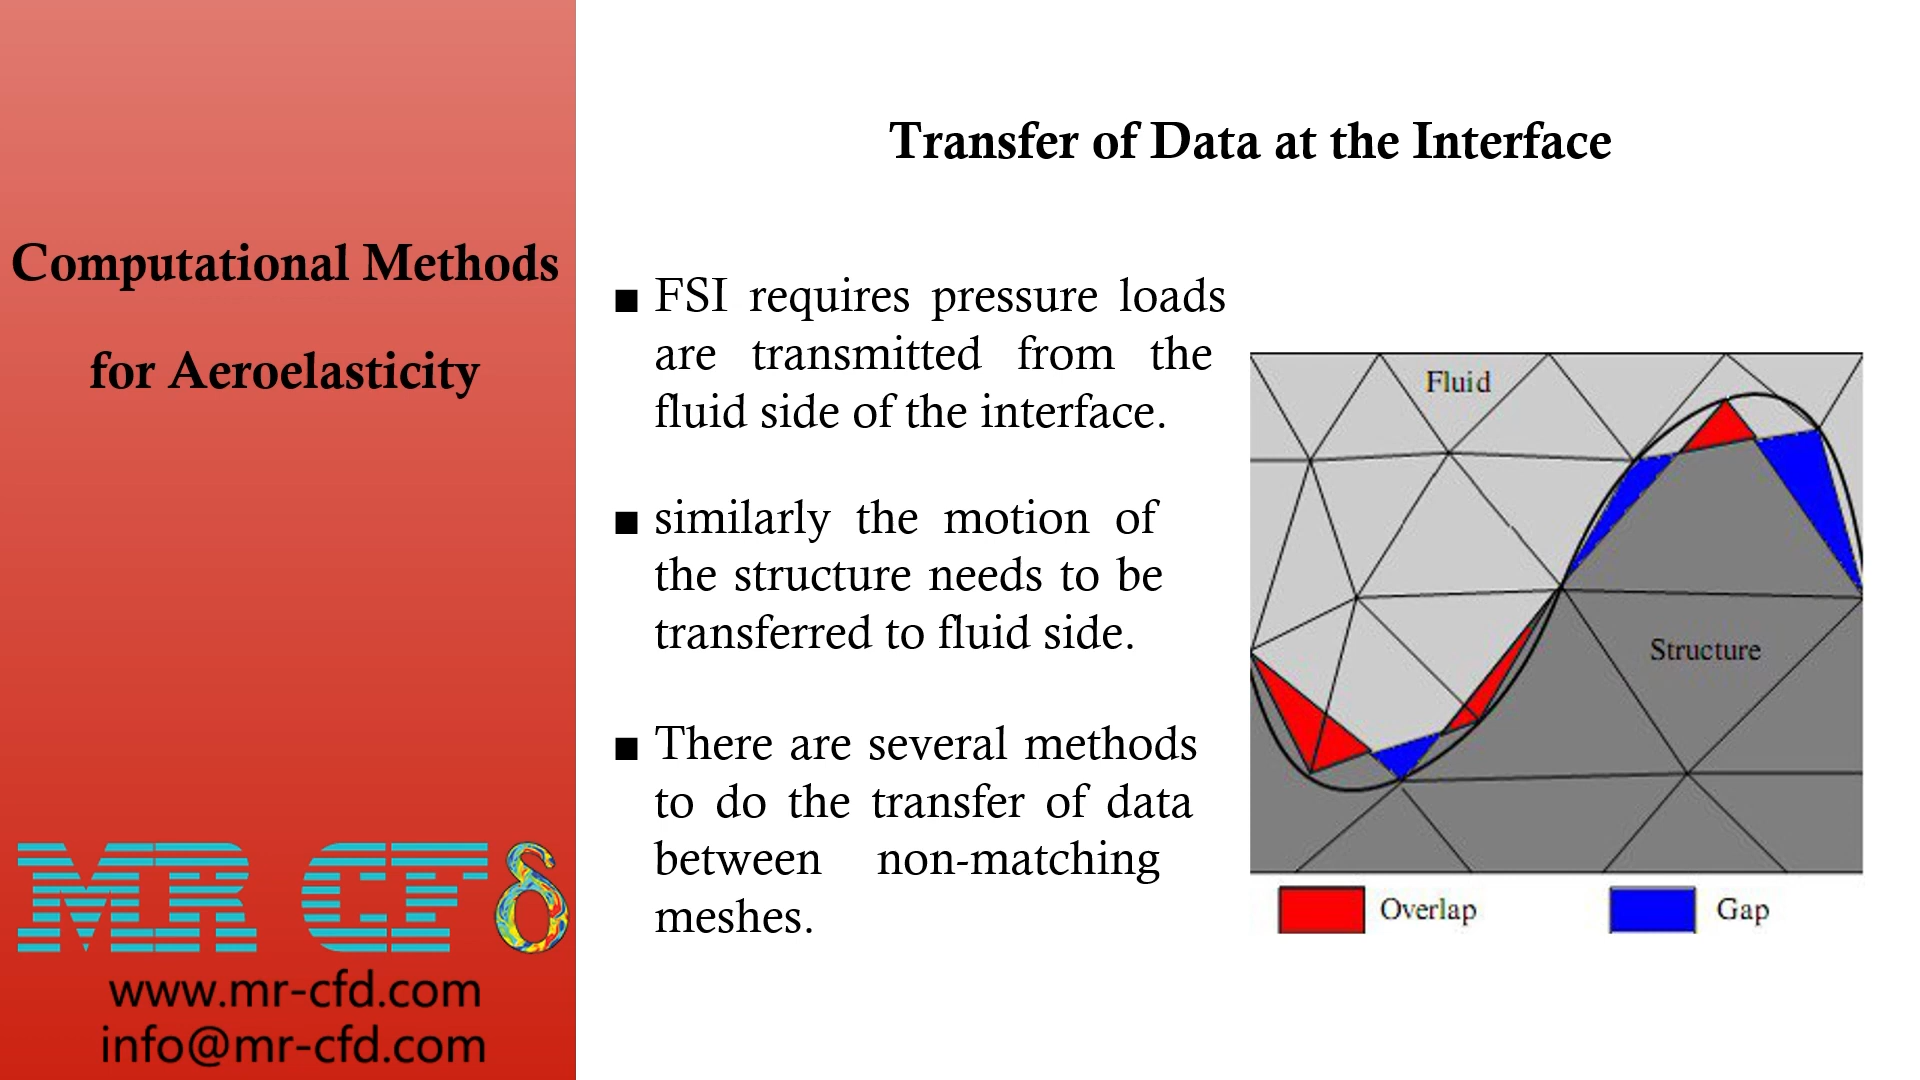 Computational Methods
for Aeroelasticity
MR CFδ
www.mr-cfd.com
info@mr-cfd.com
Transfer of Data at the Interface
■ FSI requires pressure loads
are transmitted from the
fluid side of the interface.
■ similarly the motion of
the structure needs to be
transferred to fluid side.
■ There are several methods
to do the transfer of data
between non-matching
meshes.
Fluid
Structure
Overlap
Gap